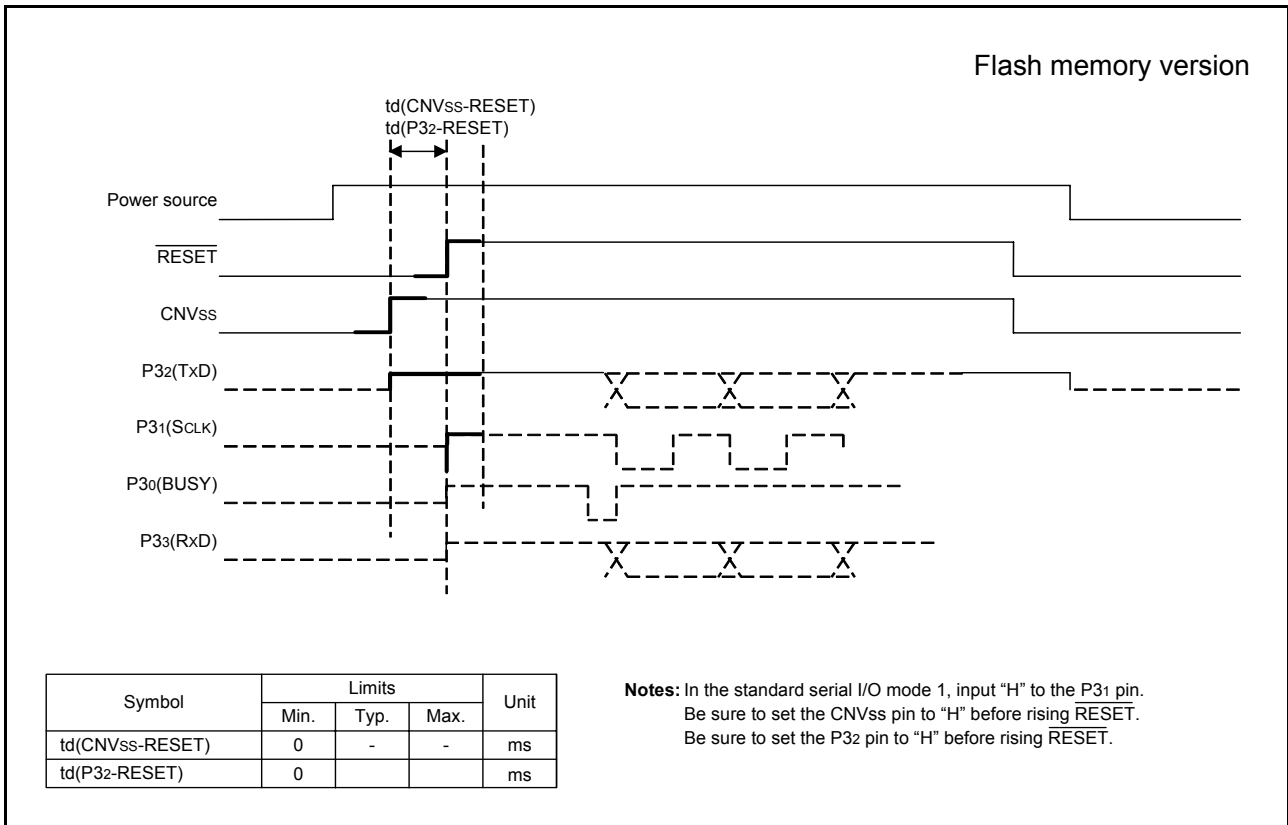 Flash memory version
td(CNVss-RESET)
td(P32-RESET)
Power source
RESET
CNVss
P32(TxD)
P31(SCLK)
P30(BUSY)
P33(RxD)
Symbol Limits Unit
Min. Typ. Max.
td(CNVss-RESET) 0 - - ms
td(P32-RESET) 0 ms
Notes: In the standard serial I/O mode 1, input “H” to the P31 pin.
Be sure to set the CNVss pin to “H” before rising RESET.
Be sure to set the P32 pin to “H” before rising RESET.